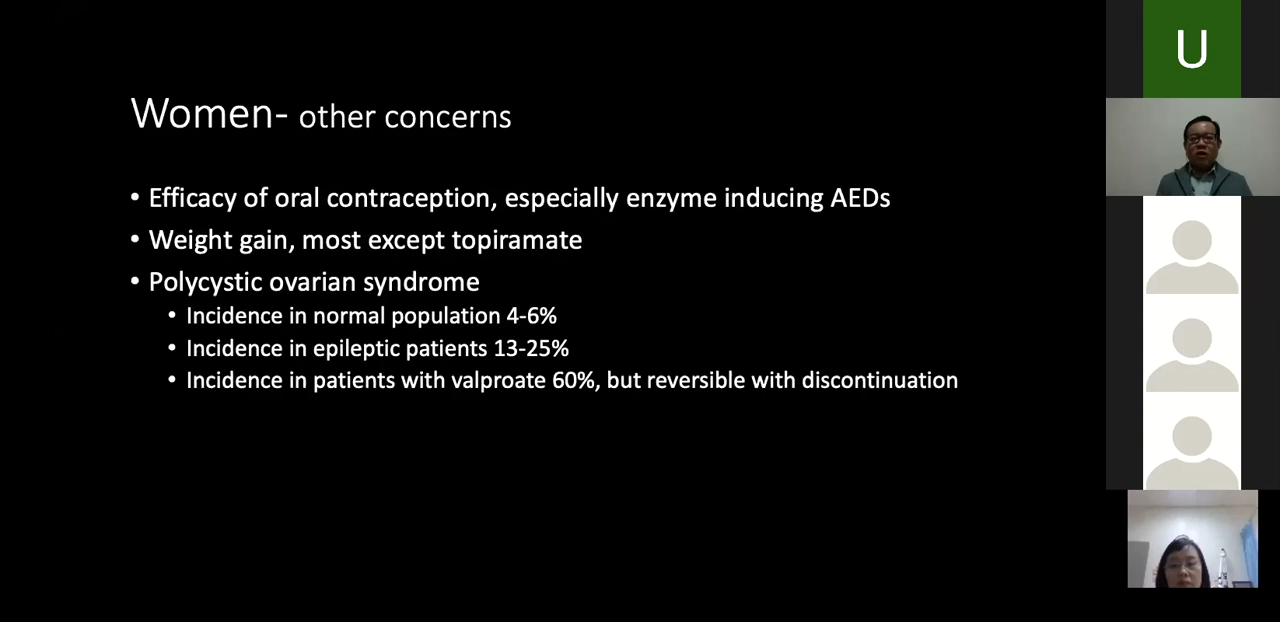 Women- other concerns
• Efficacy of oral contraception, especially enzyme inducing AEDs
• Weight gain, most except topiramate
• Polycystic ovarian syndrome
• Incidence in normal population 4-6%
• Incidence in epileptic patients 13-25%
• Incidence in patients with valproate 60%, but reversible with discontinuation
U